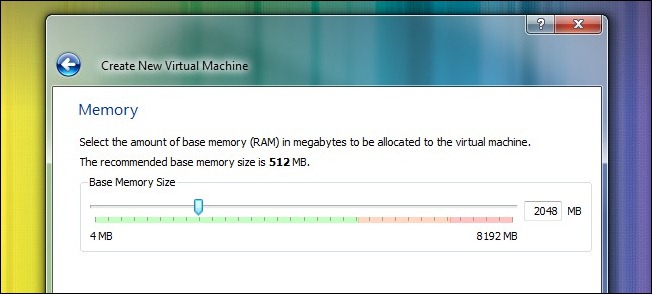 Create New Virtual Machine
Memory
Select the amount of base memory (RAM) in megabytes to be allocated to the virtual machine.
The recommended base memory size is 512 MB.
Base Memory Size
2048 MB
4 MB 8192 MB